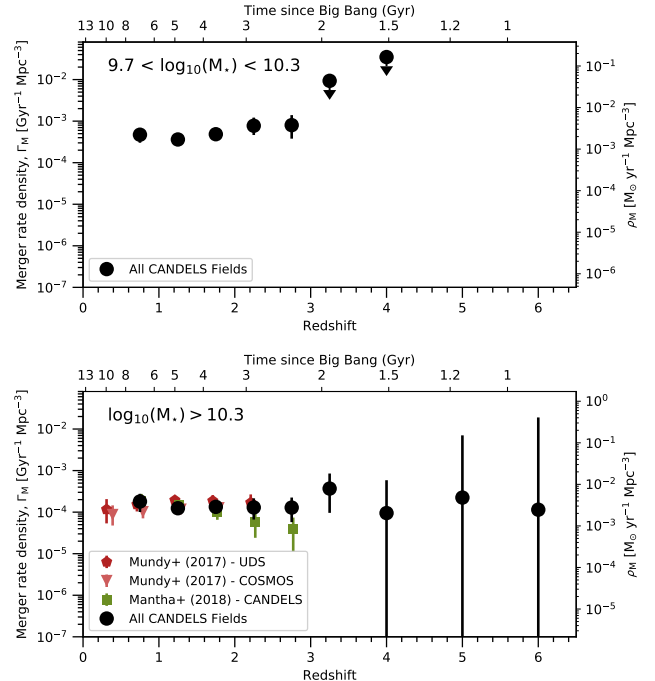 Time since Big Bang (Gyr)
13 10 8 6 5 4 3 2 1.5 1.2 1
9.7 < log₁₀(M⋆) < 10.3
Merger rate density, Γ_M [Gyr⁻¹ Mpc⁻³]
10⁻²
10⁻³
10⁻⁴
10⁻⁵
10⁻⁶
10⁻⁷
10⁻¹
10⁻²
10⁻³
10⁻⁴
10⁻⁵
10⁻⁶
ρ_M [M⊙ yr⁻¹ Mpc⁻³]
All CANDELS Fields
0 1 2 3 4 5 6
Redshift
Time since Big Bang (Gyr)
13 10 8 6 5 4 3 2 1.5 1.2 1
log₁₀(M⋆) > 10.3
Merger rate density, Γ_M [Gyr⁻¹ Mpc⁻³]
10⁻²
10⁻³
10⁻⁴
10⁻⁵
10⁻⁶
10⁻⁷
10⁰
10⁻¹
10⁻²
10⁻³
10⁻⁴
10⁻⁵
ρ_M [M⊙ yr⁻¹ Mpc⁻³]
Mundy+ (2017) - UDS
Mundy+ (2017) - COSMOS
Mantha+ (2018) - CANDELS
All CANDELS Fields
0 1 2 3 4 5 6
Redshift